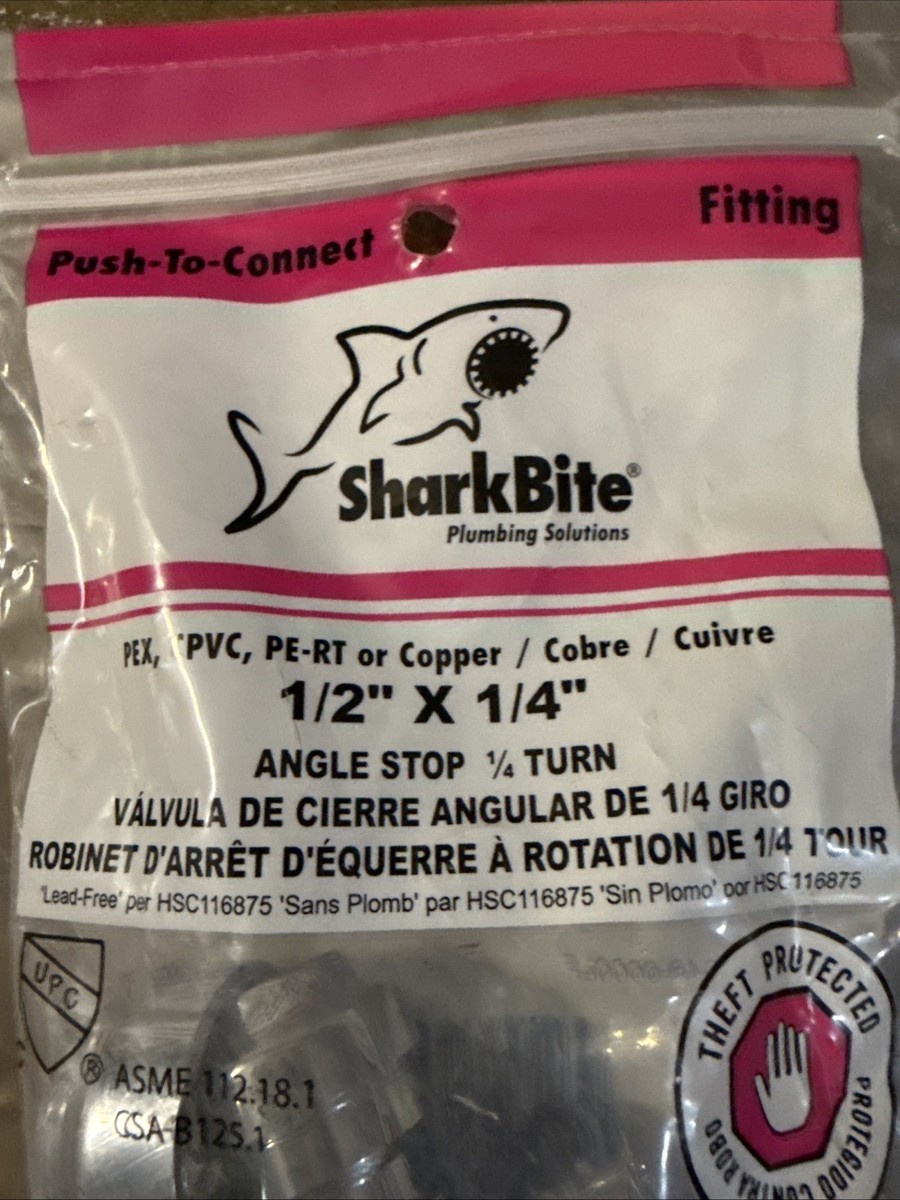 Push-To-Connect
Fitting
SharkBite®
Plumbing Solutions
PEX, CPVC, PE-RT or Copper / Cobre / Cuivre
1/2" X 1/4"
ANGLE STOP ¼ TURN
VÁLVULA DE CIERRE ANGULAR DE 1/4 GIRO
ROBINET D'ARRÊT D'ÉQUERRE À ROTATION DE 1/4 TOUR
'Lead-Free' per HSC116875 'Sans Plomb' par HSC116875 'Sin Plomo' por HSC116875
UPC
®
ASME 112.18.1
CSA-B125.1
THEFT PROTECTED
PROTEGIDO CONTRA ROBO